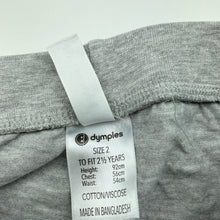 dymples
SIZE 2
TO FIT 2½ YEARS
Height: 92cm
Chest: 56cm
Waist: 54cm
COTTON/VISCOSE
MADE IN BANGLADESH